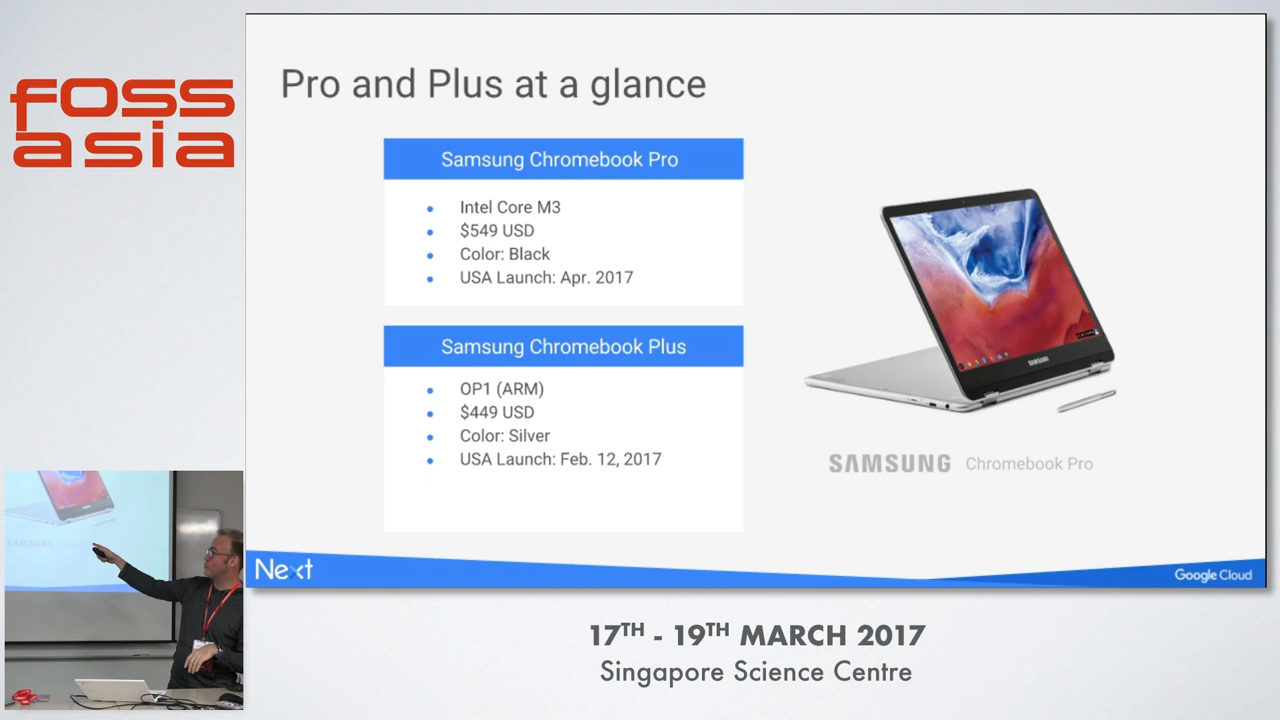 foss
asia
Pro and Plus at a glance
Samsung Chromebook Pro
Intel Core M3
$549 USD
Color: Black
USA Launch: Apr. 2017
Samsung Chromebook Plus
OP1 (ARM)
$449 USD
Color: Silver
USA Launch: Feb. 12, 2017
SAMSUNG
SAMSUNG Chromebook Pro
Next
Google Cloud
SAMSUNG
17TH - 19TH MARCH 2017
Singapore Science Centre